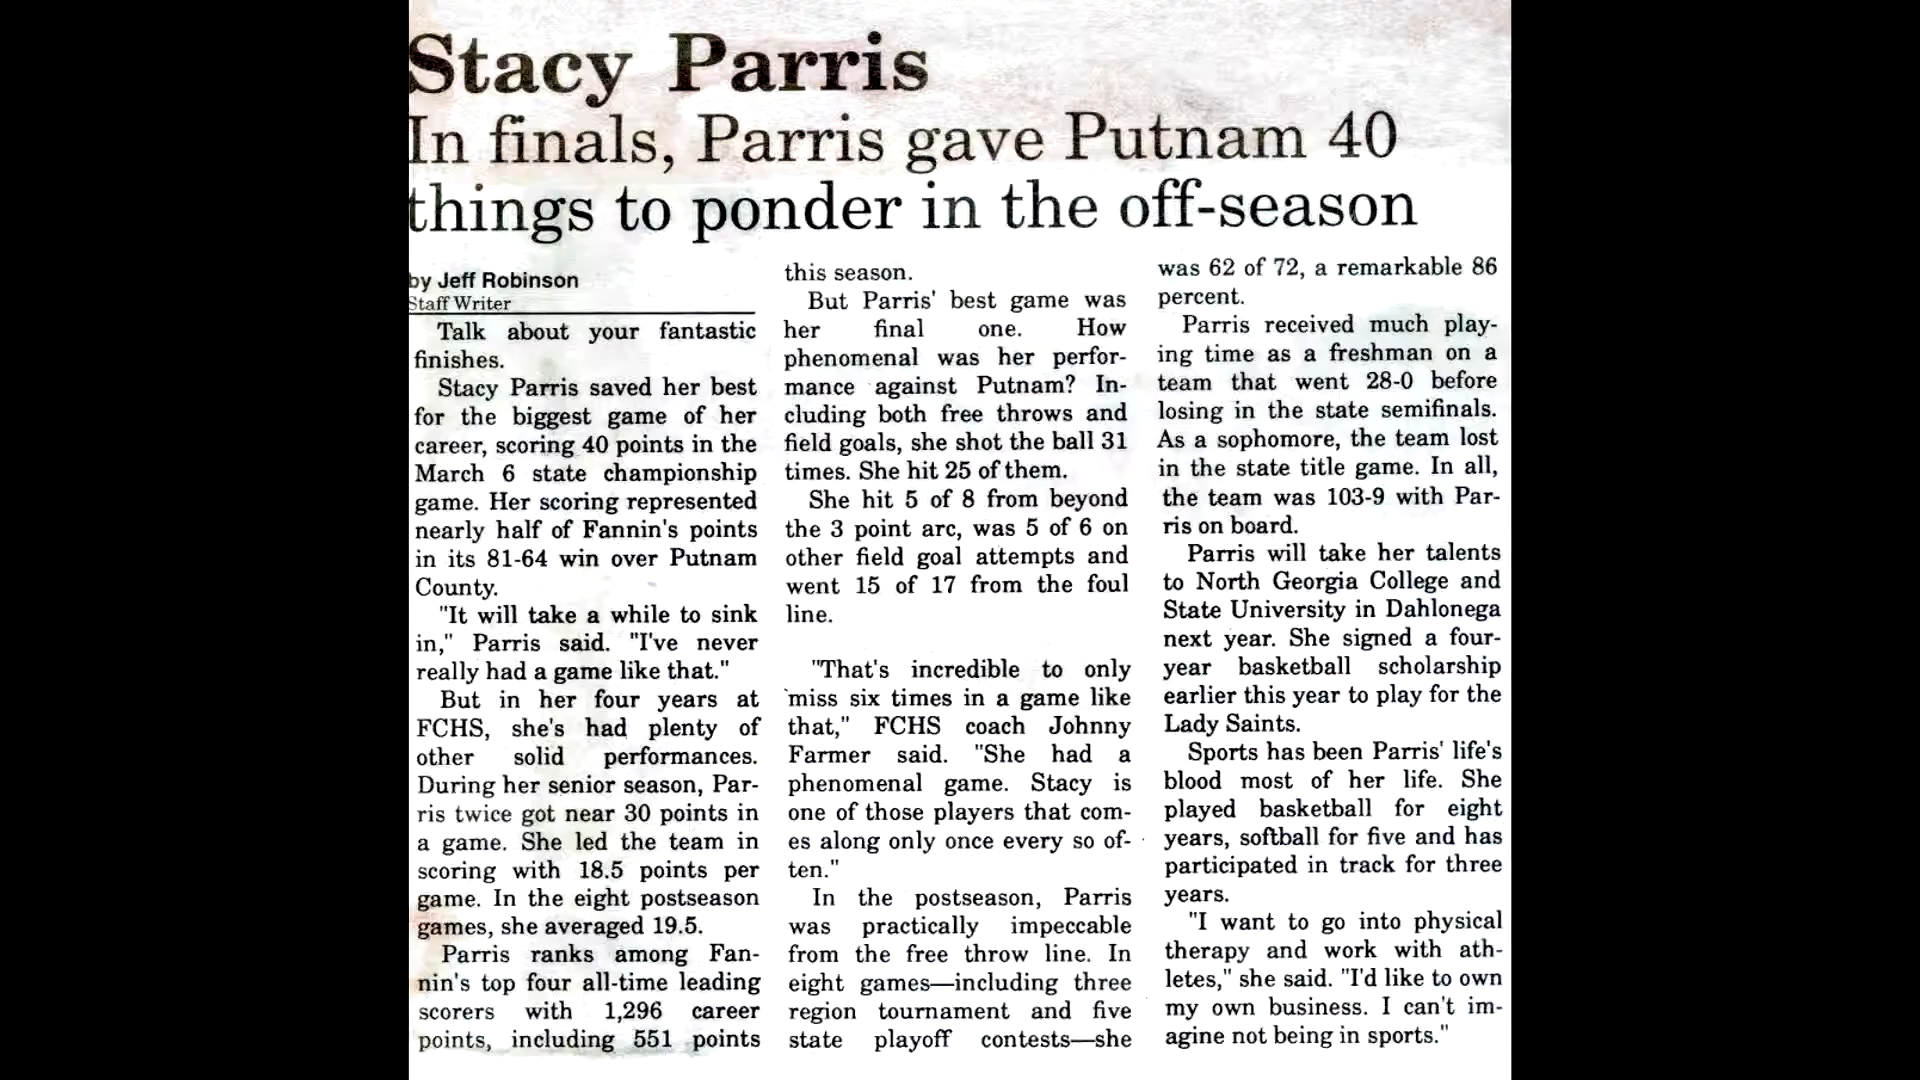 Stacy Parris
In finals, Parris gave Putnam 40
things to ponder in the off-season
by Jeff Robinson
Staff Writer
Talk about your fantastic
finishes.
Stacy Parris saved her best
for the biggest game of her
career, scoring 40 points in the
March 6 state championship
game. Her scoring represented
nearly half of Fannin's points
in its 81-64 win over Putnam
County.
"It will take a while to sink
in," Parris said. "I've never
really had a game like that."
But in her four years at
FCHS, she's had plenty of
other solid performances.
During her senior season, Par-
ris twice got near 30 points in
a game. She led the team in
scoring with 18.5 points per
game. In the eight postseason
games, she averaged 19.5.
Parris ranks among Fan-
nin's top four all-time leading
scorers with 1,296 career
points, including 551 points
this season.
But Parris' best game was
her final one. How
phenomenal was her perfor-
mance against Putnam? In-
cluding both free throws and
field goals, she shot the ball 31
times. She hit 25 of them.
She hit 5 of 8 from beyond
the 3 point arc, was 5 of 6 on
other field goal attempts and
went 15 of 17 from the foul
line.
"That's incredible to only
miss six times in a game like
that," FCHS coach Johnny
Farmer said. "She had a
phenomenal game. Stacy is
one of those players that com-
es along only once every so of-
ten."
In the postseason, Parris
was practically impeccable
from the free throw line. In
eight games—including three
region tournament and five
state playoff contests—she
was 62 of 72, a remarkable 86
percent.
Parris received much play-
ing time as a freshman on a
team that went 28-0 before
losing in the state semifinals.
As a sophomore, the team lost
in the state title game. In all,
the team was 103-9 with Par-
ris on board.
Parris will take her talents
to North Georgia College and
State University in Dahlonega
next year. She signed a four-
year basketball scholarship
earlier this year to play for the
Lady Saints.
Sports has been Parris' life's
blood most of her life. She
played basketball for eight
years, softball for five and has
participated in track for three
years.
"I want to go into physical
therapy and work with ath-
letes," she said. "I'd like to own
my own business. I can't im-
agine not being in sports."